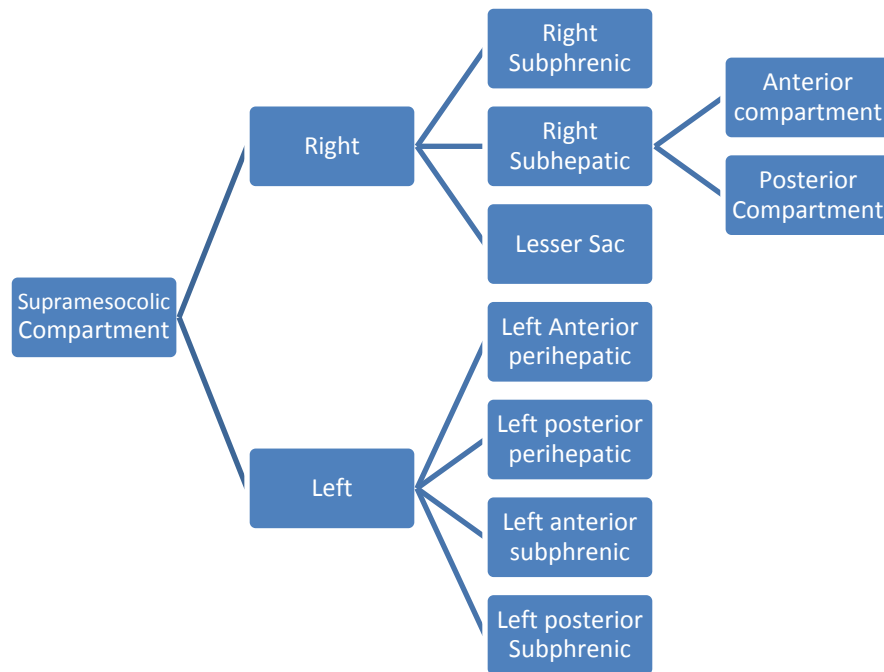 Supramesocolic
Compartment
Right
Right
Subphrenic
Right
Subhepatic
Anterior
compartment
Posterior
Compartment
Lesser Sac
Left
Left Anterior
perihepatic
Left posterior
perihepatic
Left anterior
subphrenic
Left posterior
Subphrenic